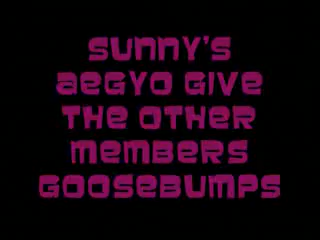 SUNNY'S
AEGYO GIVE
THE OTHER
MEMBERS
GOOSEBUMPS